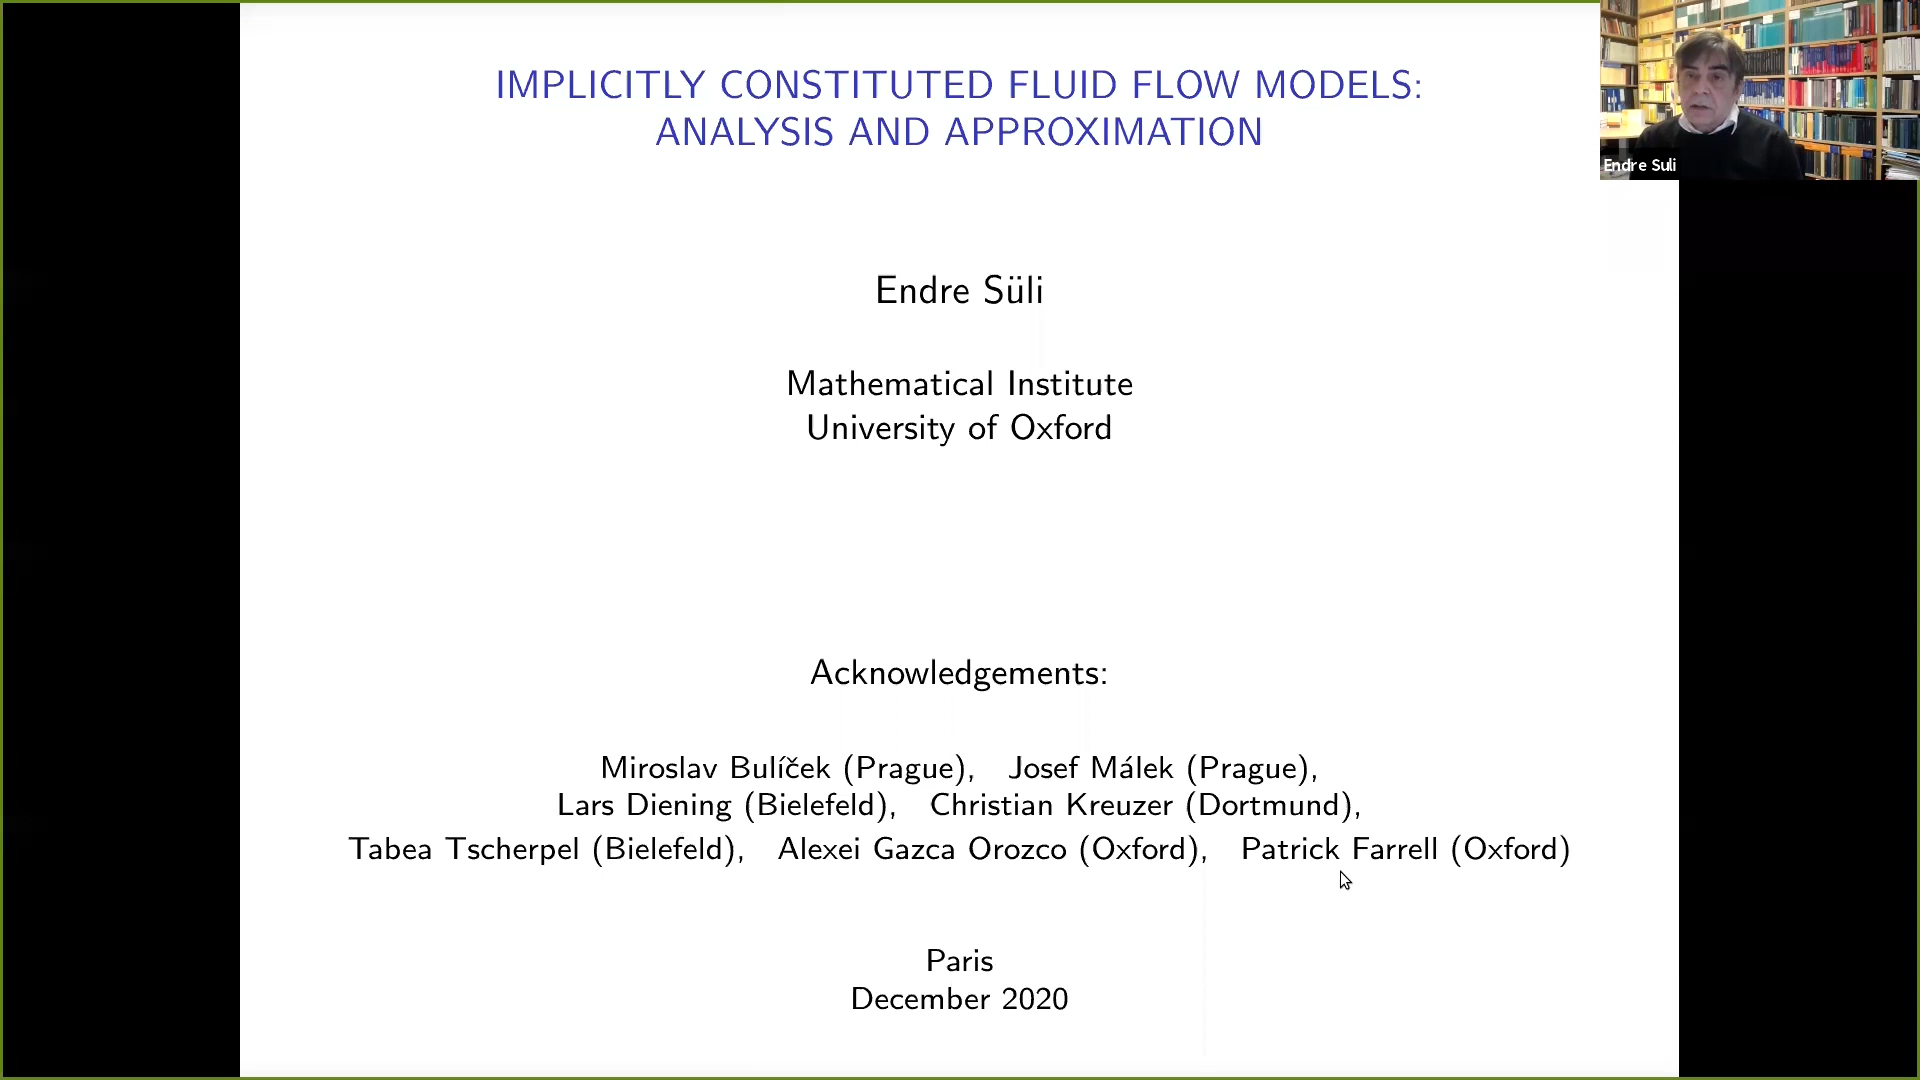 IMPLICITLY CONSTITUTED FLUID FLOW MODELS:
ANALYSIS AND APPROXIMATION
Endre Suli
Endre Süli
Mathematical Institute
University of Oxford
Acknowledgements:
Miroslav Bulíček (Prague), Josef Málek (Prague),
Lars Diening (Bielefeld), Christian Kreuzer (Dortmund),
Tabea Tscherpel (Bielefeld), Alexei Gazca Orozco (Oxford), Patrick Farrell (Oxford)
Paris
December 2020